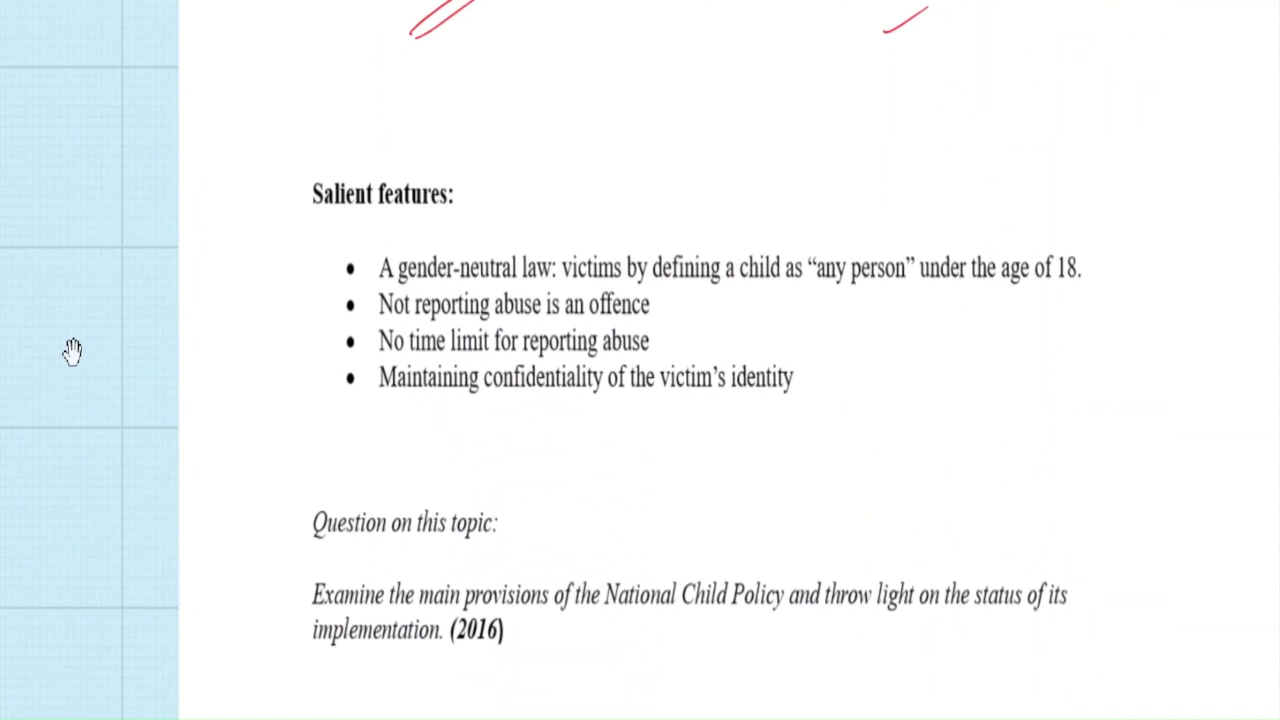 Salient features:
• A gender-neutral law: victims by defining a child as “any person” under the age of 18.
• Not reporting abuse is an offence
• No time limit for reporting abuse
• Maintaining confidentiality of the victim’s identity
Question on this topic:
Examine the main provisions of the National Child Policy and throw light on the status of its
implementation. (2016)